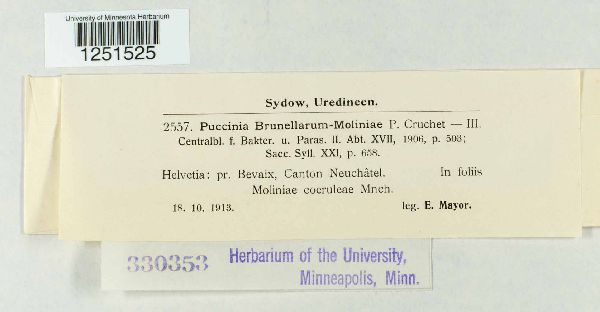 University of Minnesota Herbarium
1251525
Sydow, Uredineen.
2557. Puccinia Brunellarum-Moliniae P. Cruchet — III.
Centralbl. f. Bakter. u. Paras. II. Abt. XVII, 1906, p. 503;
Sacc. Syll. XXI, p. 658.
Helvetia: pr. Bevaix, Canton Neuchâtel. In foliis
Moliniae coeruleae Mnch.
18. 10. 1913. leg. E. Mayor.
330353 Herbarium of the University,
Minneapolis, Minn.